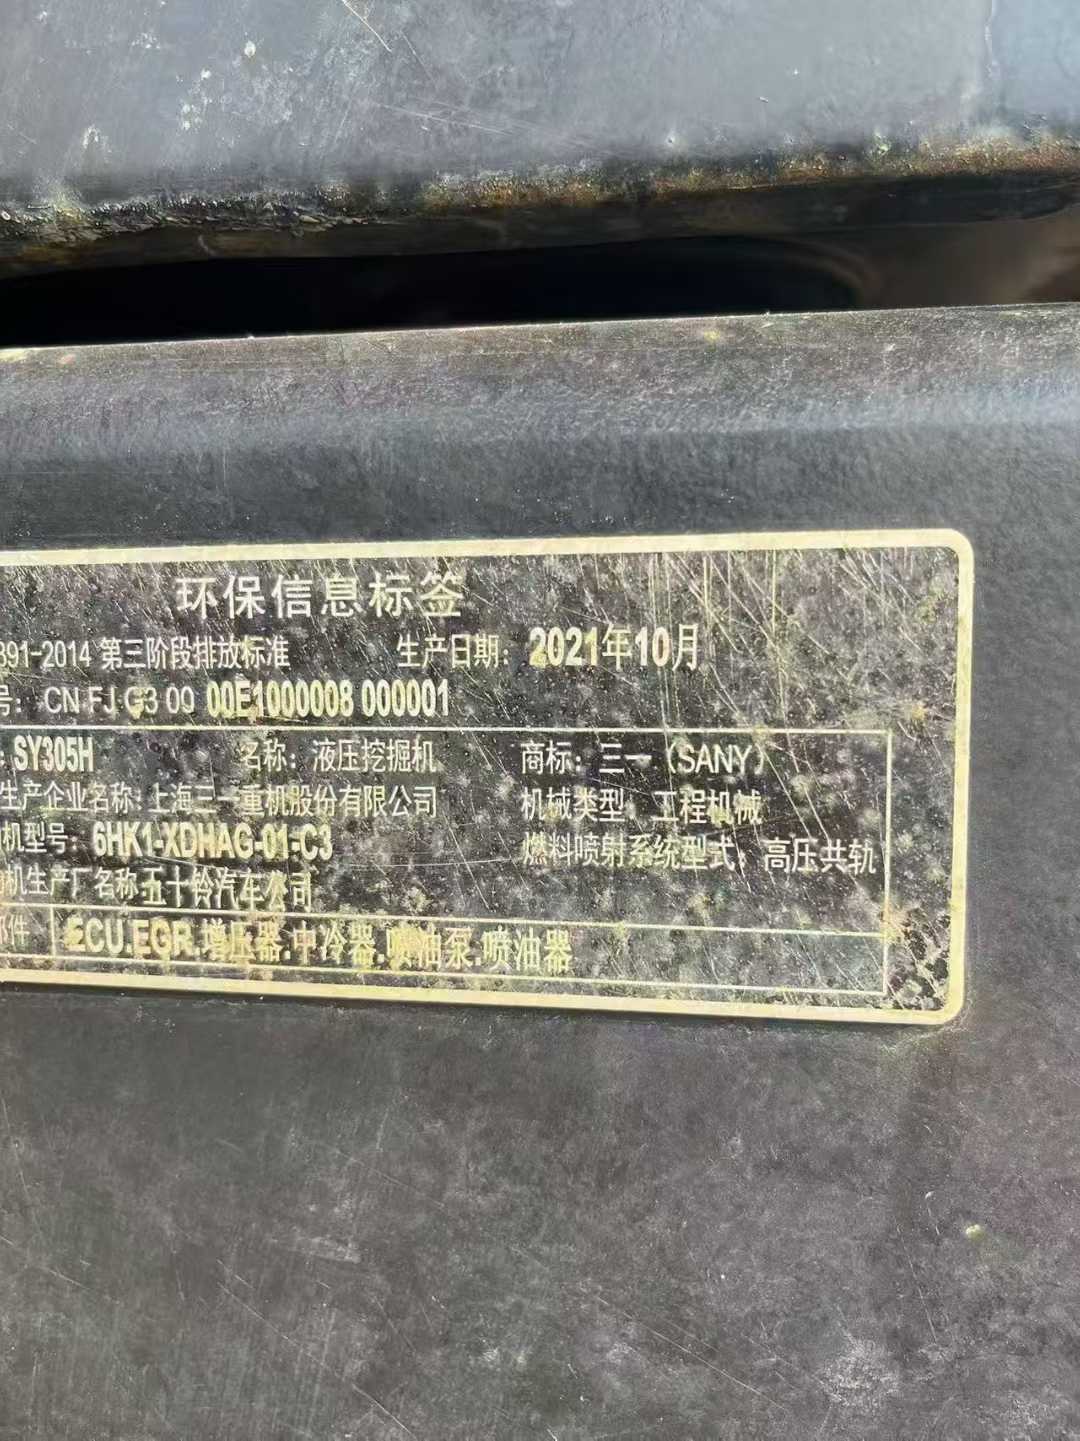 环保信息标签
891-2014 第三阶段排放标准 生产日期: 2021年10月
号: CN FJ G3 00 00E1000008 000001
: SY305H 名称: 液压挖掘机 商标: 三一 (SANY)
生产企业名称: 上海三一重机股份有限公司 机械类型: 工程机械
机型号: 6HK1-XDHAG-01-C3 燃料喷射系统型式: 高压共轨
机生产厂名称 五十铃汽车公司
部件 ECU.EGR.增压器.中冷器.喷油泵.喷油器